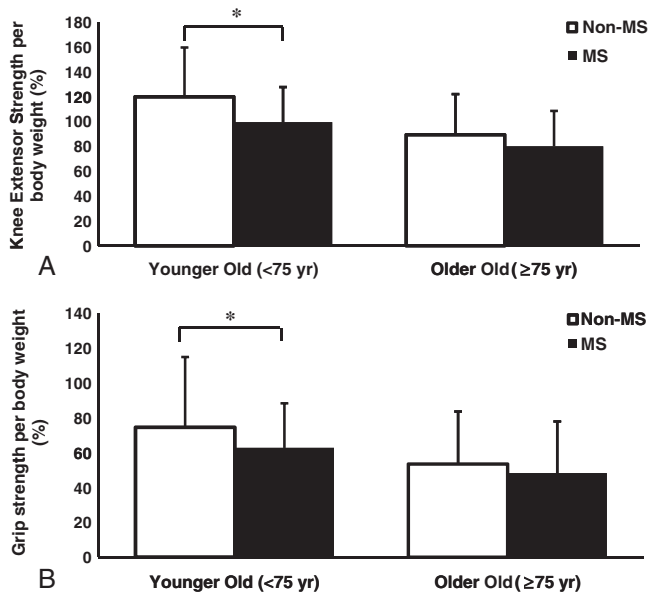 Knee Extensor Strength per
body weight (%)
180
160
140
120
100
80
60
40
20
0
*
Non-MS
MS
A
Younger Old (<75 yr)
Older Old (≥75 yr)
Grip strength per body weight
(%)
140
120
100
80
60
40
20
0
*
Non-MS
MS
B
Younger Old (<75 yr)
Older Old (≥75 yr)